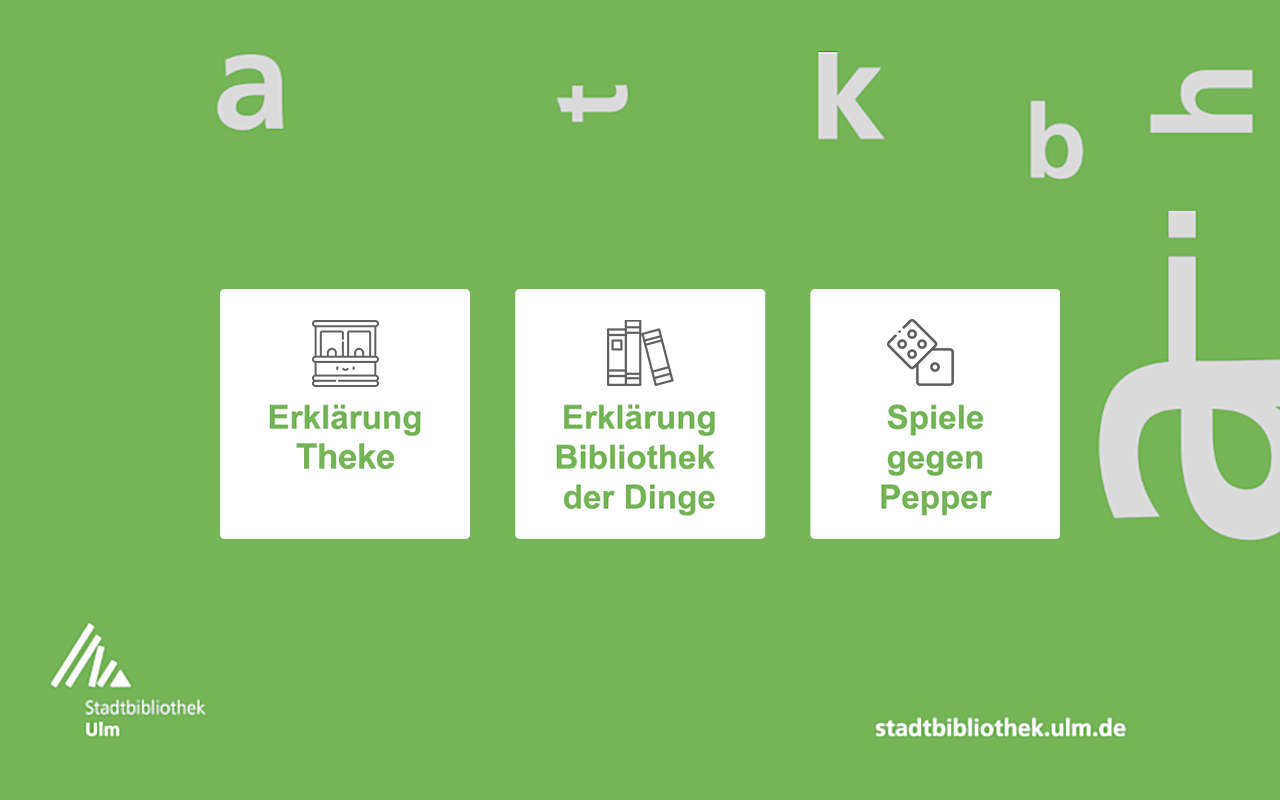 a
t
k
b
h
i
a
Erklärung
Theke
Erklärung
Bibliothek
der Dinge
Spiele
gegen
Pepper
Stadtbibliothek
Ulm
stadtbibliothek.ulm.de